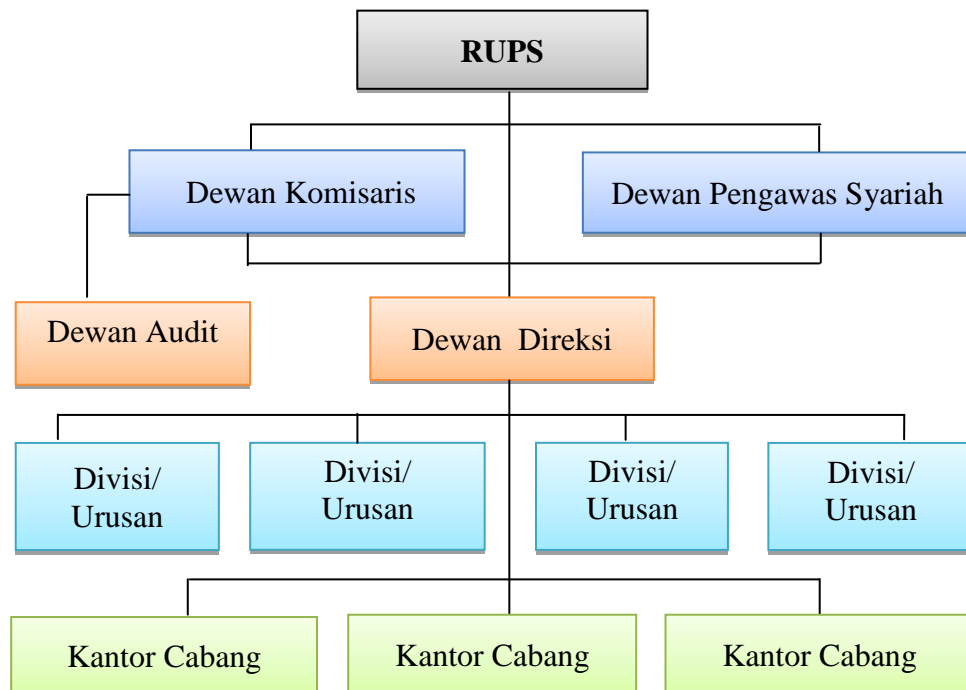 RUPS
Dewan Komisaris
Dewan Pengawas Syariah
Dewan Audit
Dewan Direksi
Divisi/
Urusan
Divisi/
Urusan
Divisi/
Urusan
Divisi/
Urusan
Kantor Cabang
Kantor Cabang
Kantor Cabang